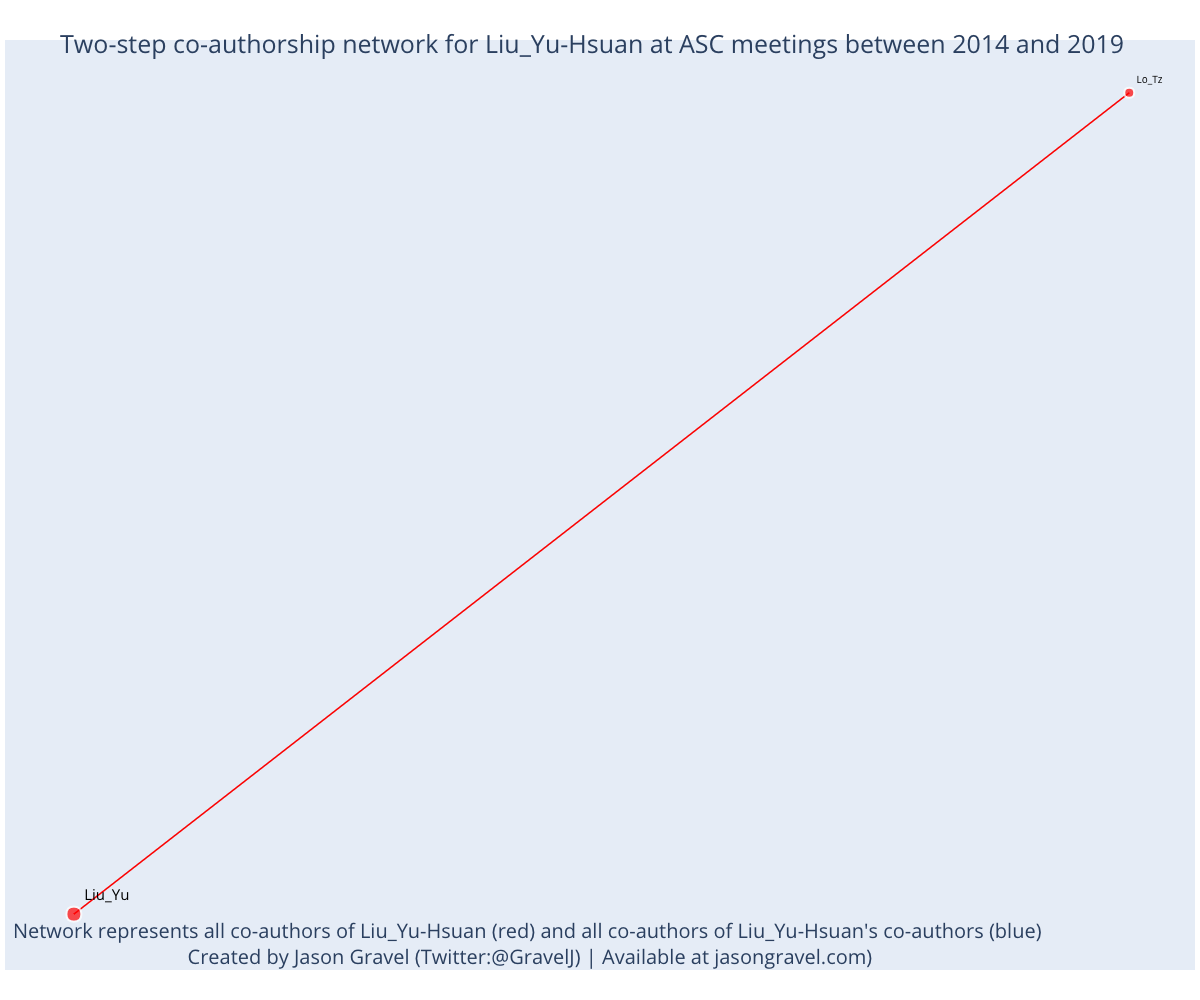 Two-step co-authorship network for Liu_Yu-Hsuan at ASC meetings between 2014 and 2019
Lo_Tz
Liu_Yu
Network represents all co-authors of Liu_Yu-Hsuan (red) and all co-authors of Liu_Yu-Hsuan's co-authors (blue)
Created by Jason Gravel (Twitter:@GravelJ) | Available at jasongravel.com)